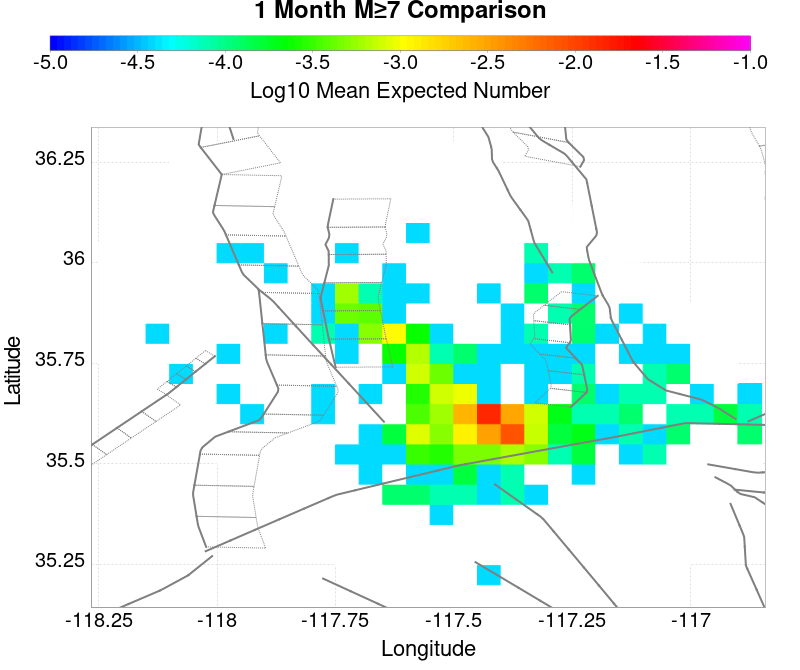 1 Month M≥7 Comparison
-5.0 -4.5 -4.0 -3.5 -3.0 -2.5 -2.0 -1.5 -1.0
Log10 Mean Expected Number
36.25
36
35.75
35.5
35.25
Latitude
-118.25 -118 -117.75 -117.5 -117.25 -117
Longitude